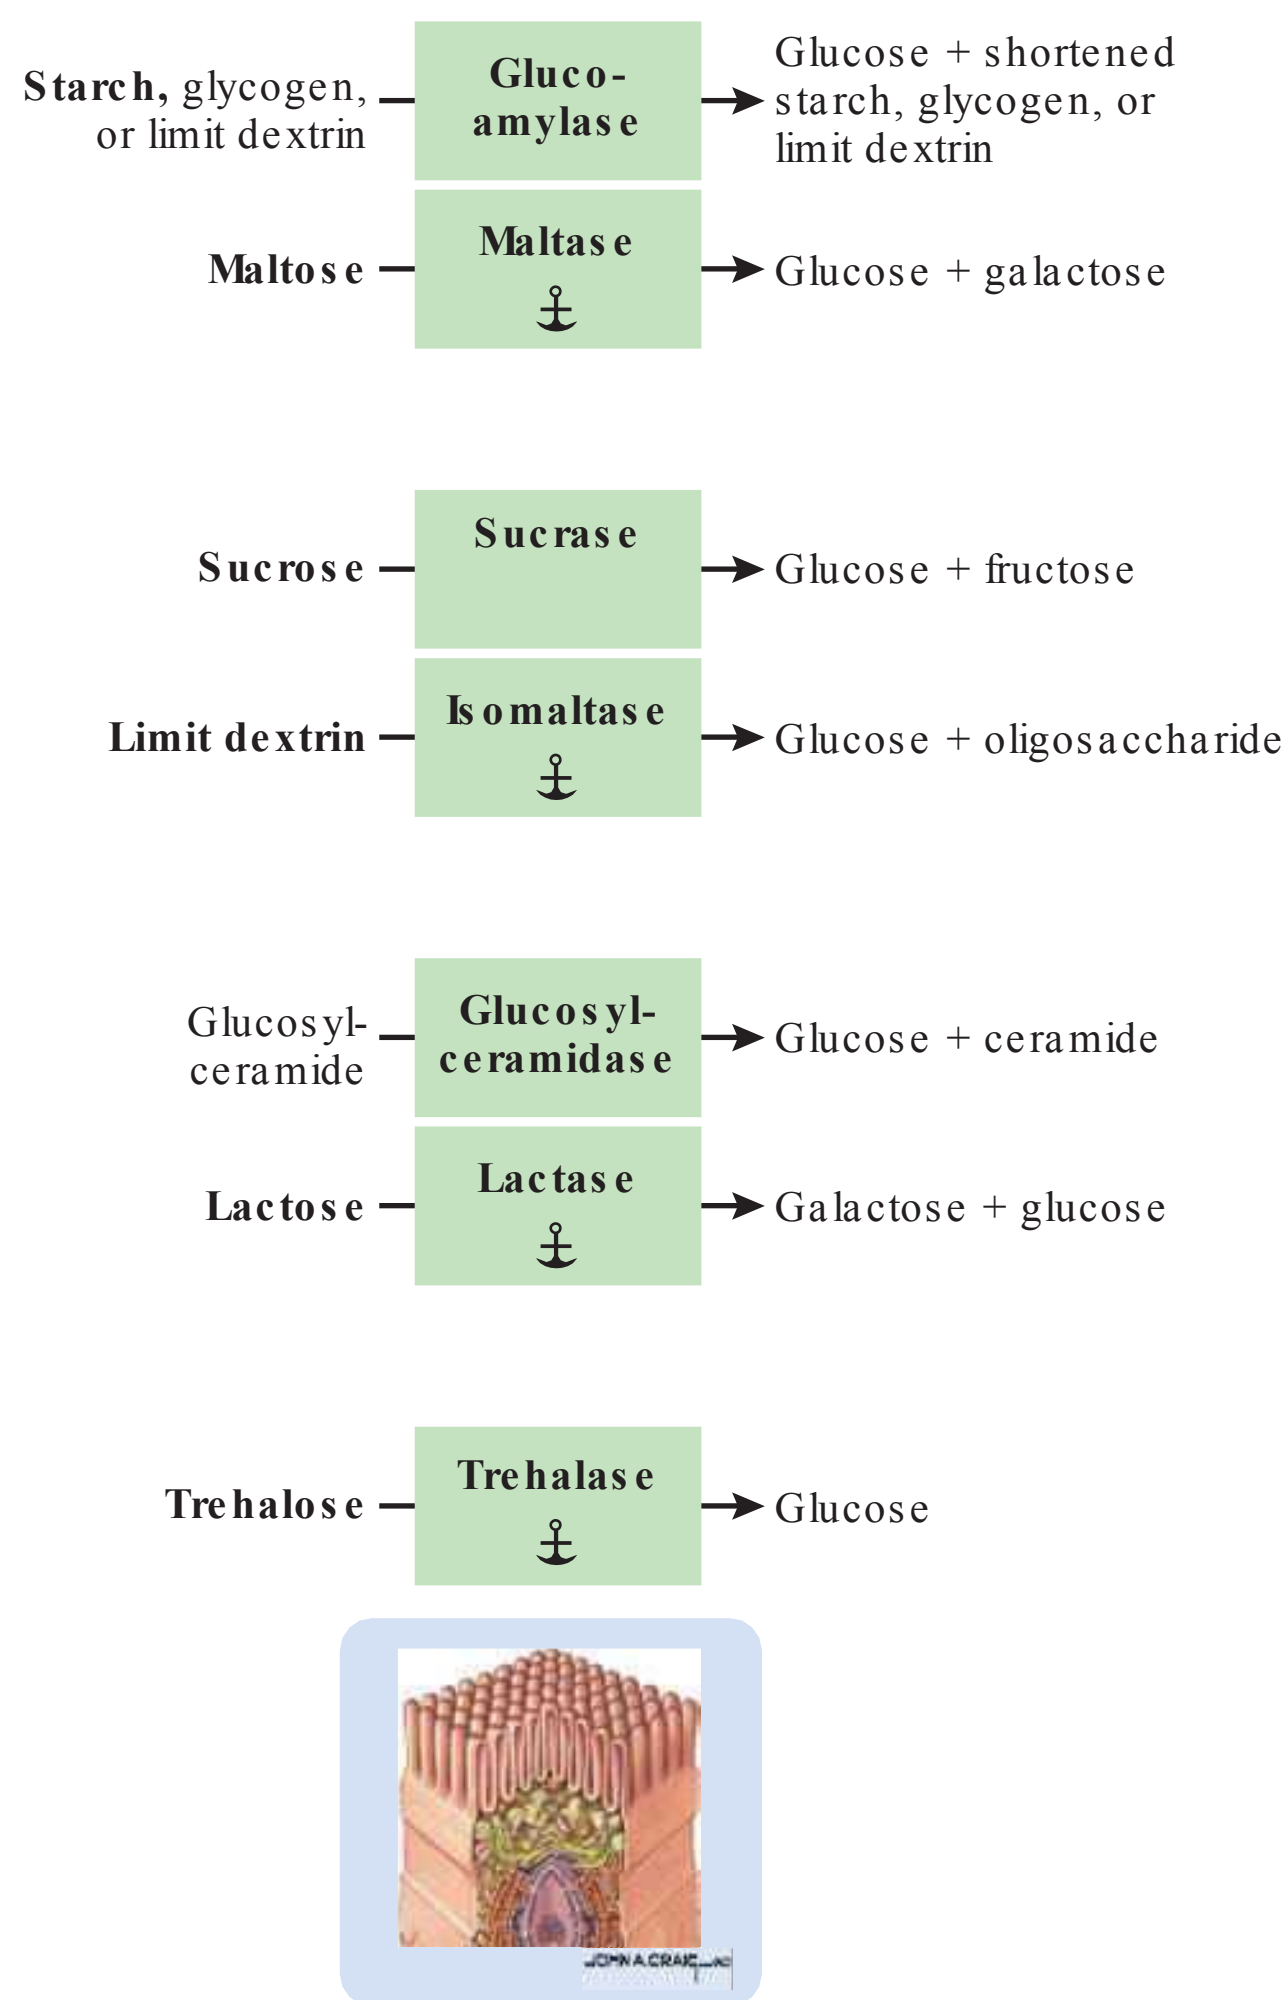 Starch, glycogen,
or limit dextrin
Gluco-
amylase
Glucose + shortened
starch, glycogen, or
limit dextrin
Maltose
Maltase
Glucose + galactose
Sucrose
Sucrase
Glucose + fructose
Limit dextrin
Isomaltase
Glucose + oligosaccharide
Glucosyl-
ceramide
Glucosyl-
ceramidase
Glucose + ceramide
Lactose
Lactase
Galactose + glucose
Trehalose
Trehalase
Glucose
JOHN A. CRAIG